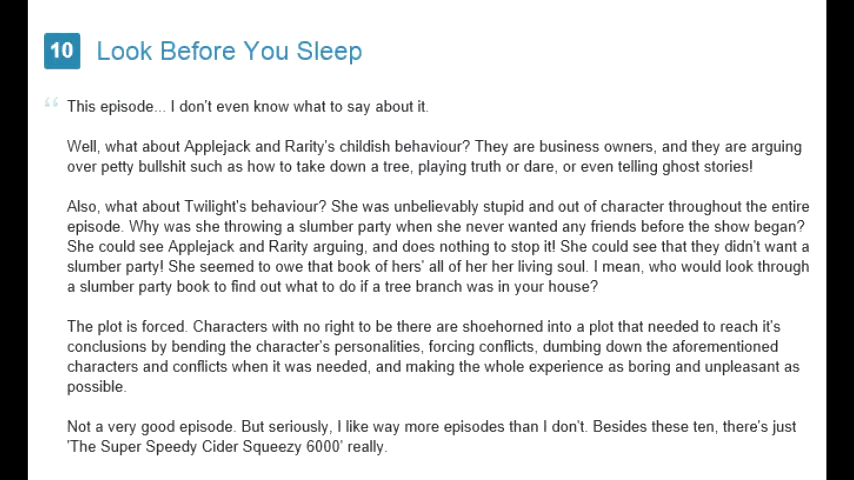 10 Look Before You Sleep
“ This episode... I don't even know what to say about it.
Well, what about Applejack and Rarity's childish behaviour? They are business owners, and they are arguing
over petty bullshit such as how to take down a tree, playing truth or dare, or even telling ghost stories!
Also, what about Twilight's behaviour? She was unbelievably stupid and out of character throughout the entire
episode. Why was she throwing a slumber party when she never wanted any friends before the show began?
She could see Applejack and Rarity arguing, and does nothing to stop it! She could see that they didn't want a
slumber party! She seemed to owe that book of hers' all of her her living soul. I mean, who would look through
a slumber party book to find out what to do if a tree branch was in your house?
The plot is forced. Characters with no right to be there are shoehorned into a plot that needed to reach it's
conclusions by bending the character's personalities, forcing conflicts, dumbing down the aforementioned
characters and conflicts when it was needed, and making the whole experience as boring and unpleasant as
possible.
Not a very good episode. But seriously, I like way more episodes than I don't. Besides these ten, there's just
'The Super Speedy Cider Squeezy 6000' really.